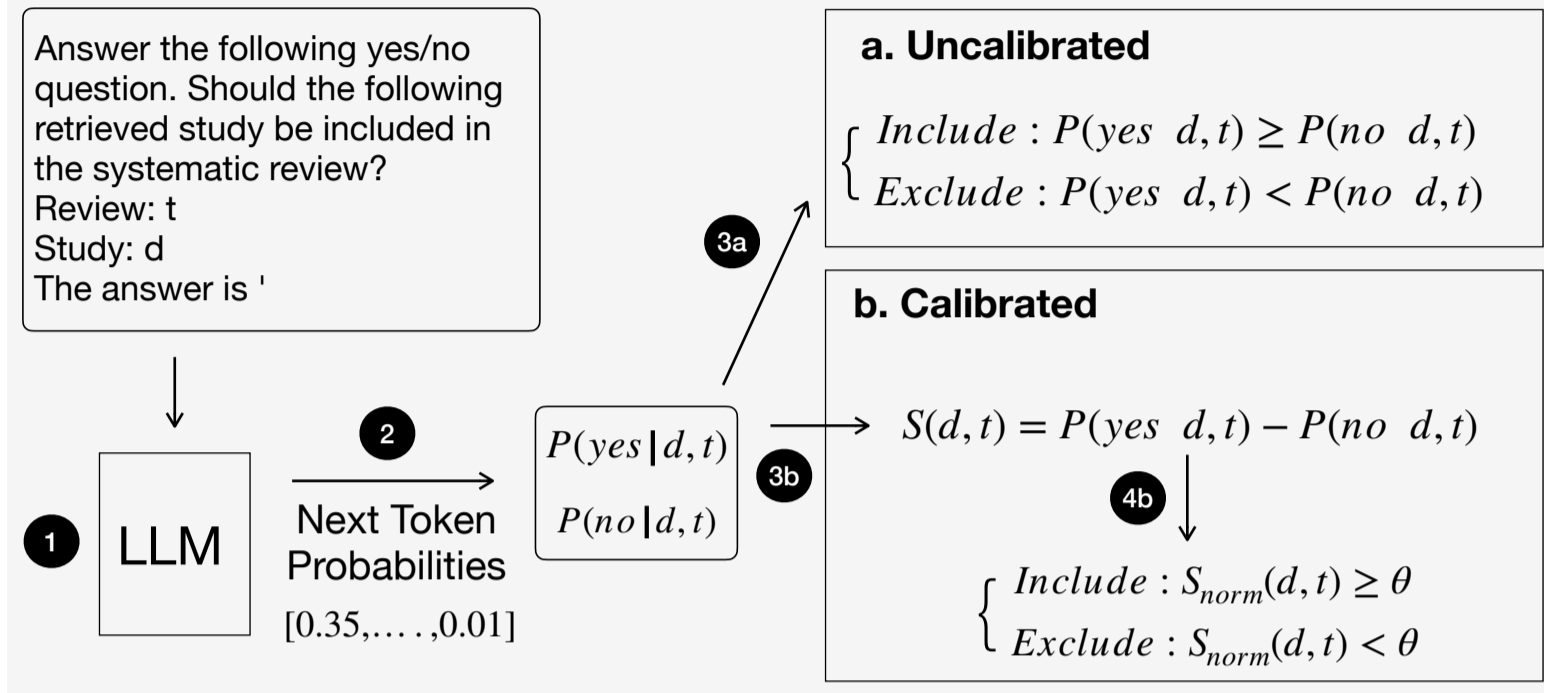 Answer the following yes/no
question. Should the following
retrieved study be included in
the systematic review?
Review: t
Study: d
The answer is '
1
LLM
2
Next Token
Probabilities
[0.35,... .,0.01]
P(yes|d, t)
P(no|d, t)
3a
3b
a. Uncalibrated
Include : P(yes d, t) ≥ P(no d, t)
Exclude : P(yes d, t) < P(no d, t)
b. Calibrated
S(d, t) = P(yes d, t) − P(no d, t)
4b
Include : Snorm(d, t) ≥ θ
Exclude : Snorm(d, t) < θ